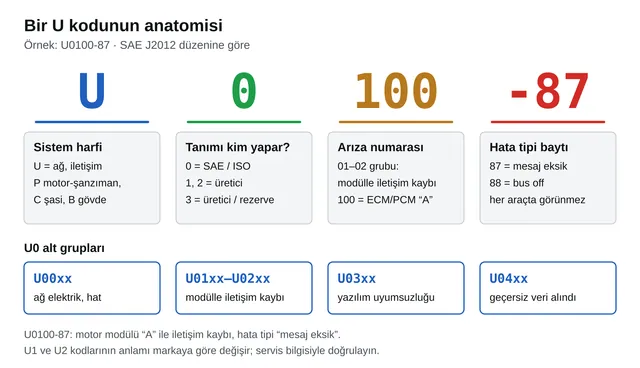 Bir U kodunun anatomisi
Örnek: U0100-87 · SAE J2012 düzenine göre
U
0
100
-87
Sistem harfi
U = ağ, iletişim
P motor-şanzıman,
C şasi, B gövde
Tanımı kim yapar?
0 = SAE / ISO
1, 2 = üretici
3 = üretici / rezerve
Arıza numarası
01–02 grubu:
modülle iletişim kaybı
100 = ECM/PCM “A”
Hata tipi baytı
87 = mesaj eksik
88 = bus off
her araçta görünmez
U0 alt grupları
U00xx
ağ elektrik, hat
U01xx–U02xx
modülle iletişim kaybı
U03xx
yazılım uyumsuzluğu
U04xx
geçersiz veri alındı
U0100-87: motor modülü “A” ile iletişim kaybı, hata tipi “mesaj eksik”.
U1 ve U2 kodlarının anlamı markaya göre değişir; servis bilgisiyle doğrulayın.